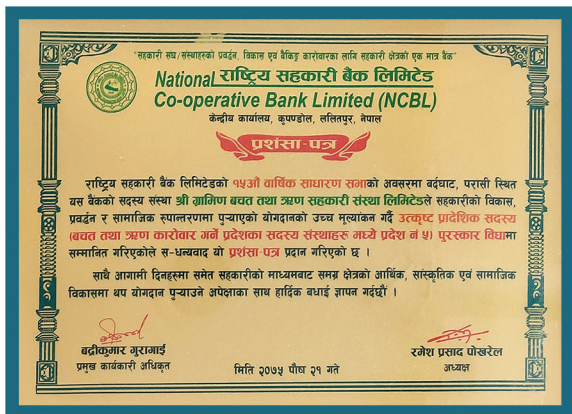 "सहकारी संघ/संस्थाहरुको प्रवर्द्धन, विकास एवं बैंकिङ्ग कारोवारका लागि सहकारी क्षेत्रको एक मात्र बैंक"
National राष्ट्रिय सहकारी बैंक लिमिटेड
Co-operative Bank Limited (NCBL)
केन्द्रीय कार्यालय, कुपण्डोल, ललितपुर, नेपाल
प्रशंसा-पत्र
राष्ट्रिय सहकारी बैंक लिमिटेडको १५औं वार्षिक साधारण सभाको अवसरमा बर्दघाट, परासी स्थित
यस बैंकको सदस्य संस्था श्री ग्रामिण बचत तथा ऋण सहकारी संस्था लिमिटेडले सहकारीको विकास,
प्रवर्द्धन र सामाजिक रुपान्तरणमा पुऱ्याएको योगदानको उच्च मूल्यांकन गर्दै उत्कृष्ट प्रादेशिक सदस्य
(बचत तथा ऋण कारोवार गर्ने प्रदेशका सदस्य संस्थाहरु मध्ये प्रदेश नं ५) पुरस्कार विधामा
सम्मानित गरिएकोले स-धन्यवाद यो प्रशंसा-पत्र प्रदान गरिएको छ ।
साथै आगामी दिनहरुमा समेत सहकारीको माध्यमबाट समग्र क्षेत्रको आर्थिक, सांस्कृतिक एवं सामाजिक
विकासमा थप योगदान पुऱ्याउने अपेक्षाका साथ हार्दिक बधाई ज्ञापन गर्दछौं ।
बद्रीकुमार गुरागाई
प्रमुख कार्यकारी अधिकृत
मिति २०७५ पौष २१ गते
रमेश प्रसाद पोखरेल
अध्यक्ष